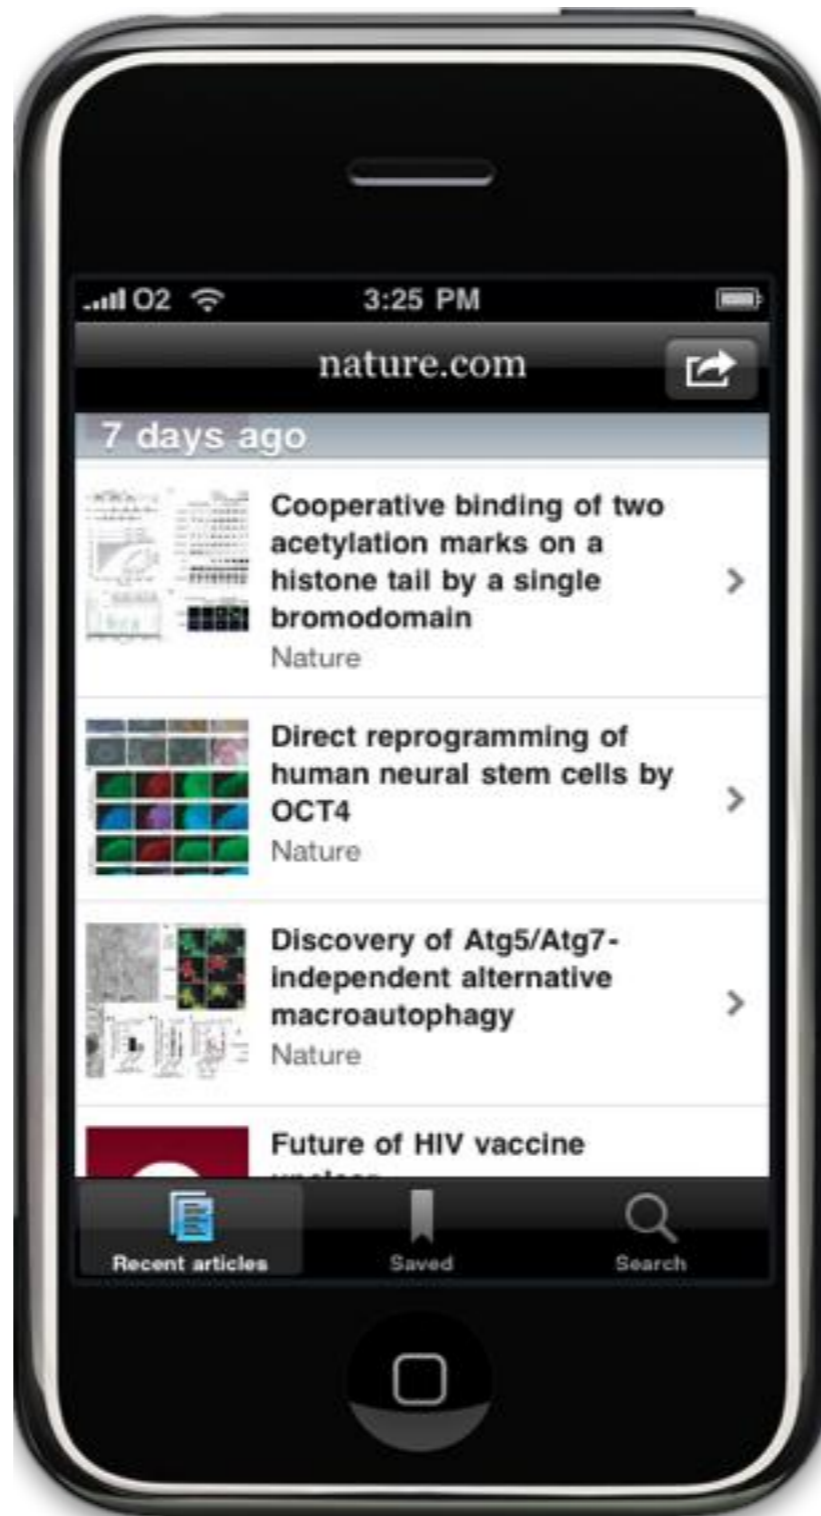 O2 3:25 PM
nature.com
7 days ago
Cooperative binding of two
acetylation marks on a
histone tail by a single
bromodomain
Nature
Direct reprogramming of
human neural stem cells by
OCT4
Nature
Discovery of Atg5/Atg7-
independent alternative
macroautophagy
Nature
Future of HIV vaccine
Recent articles Saved Search